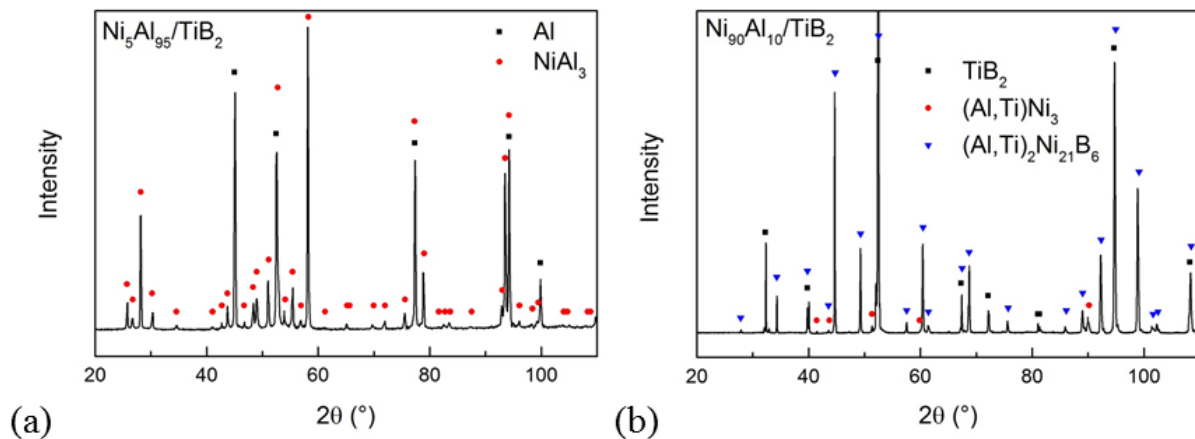 Ni₅Al₉₅/TiB₂
Al
NiAl₃
Intensity
20 40 60 80 100
2θ (°)
(a)
Ni₉₀Al₁₀/TiB₂
TiB₂
(Al,Ti)Ni₃
(Al,Ti)₂Ni₂₁B₆
Intensity
20 40 60 80 100
2θ (°)
(b)